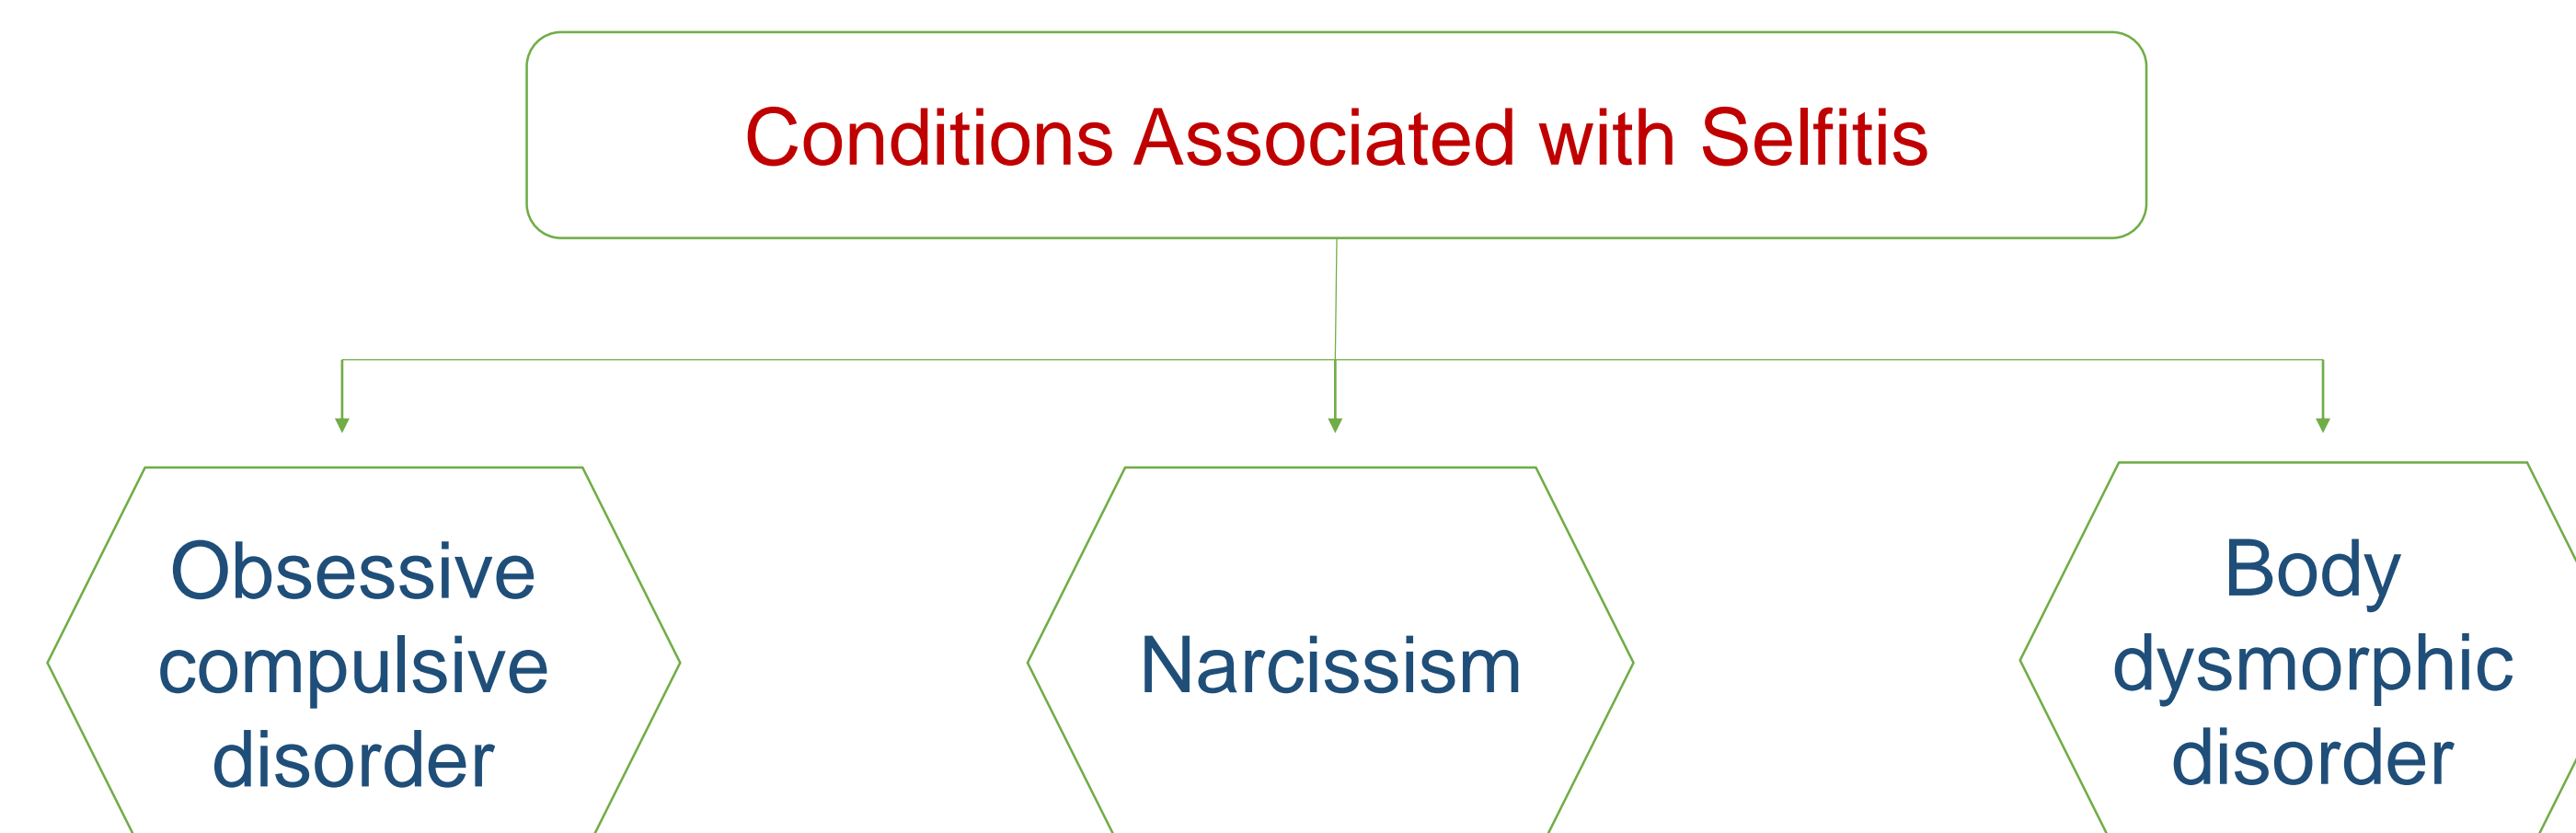 Conditions Associated with Selfitis
Obsessive
compulsive
disorder
Narcissism
Body
dysmorphic
disorder